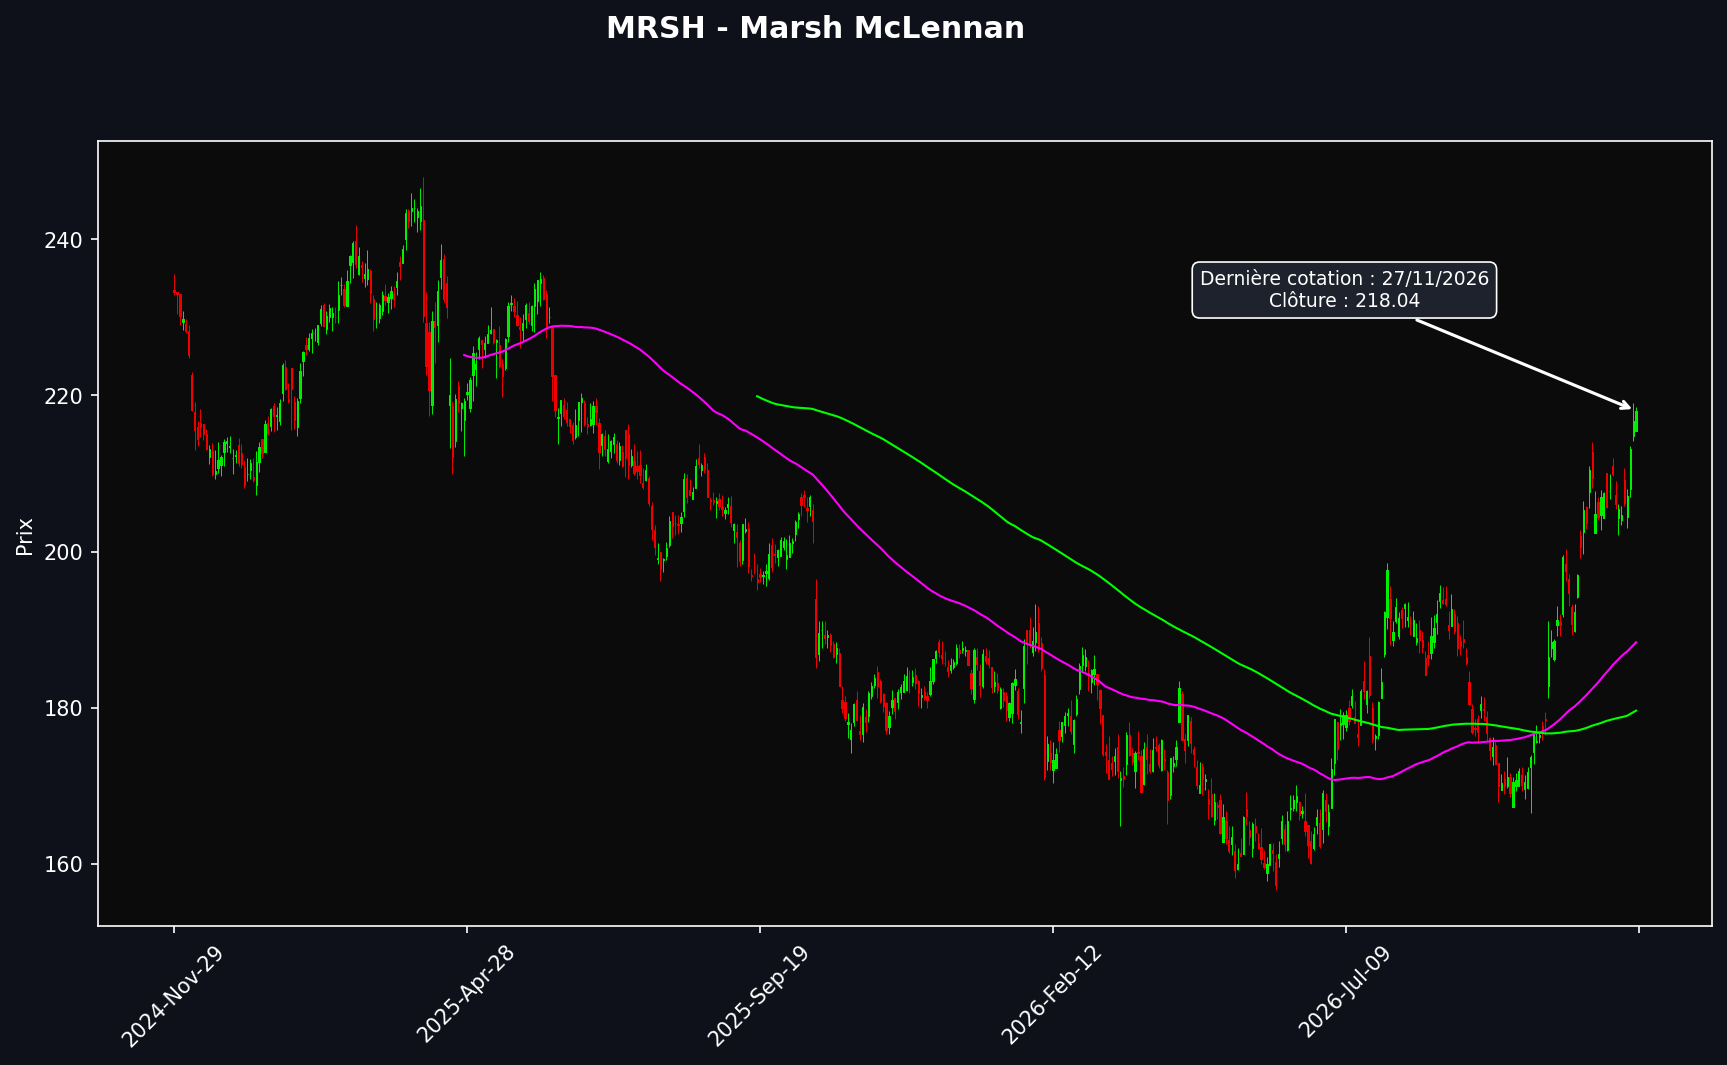 MRSH - Marsh McLennan
240
220
200
180
160
Prix
Dernière cotation : 27/11/2026
Clôture : 218.04
2024-Nov-29
2025-Apr-28
2025-Sep-19
2026-Feb-12
2026-Jul-09